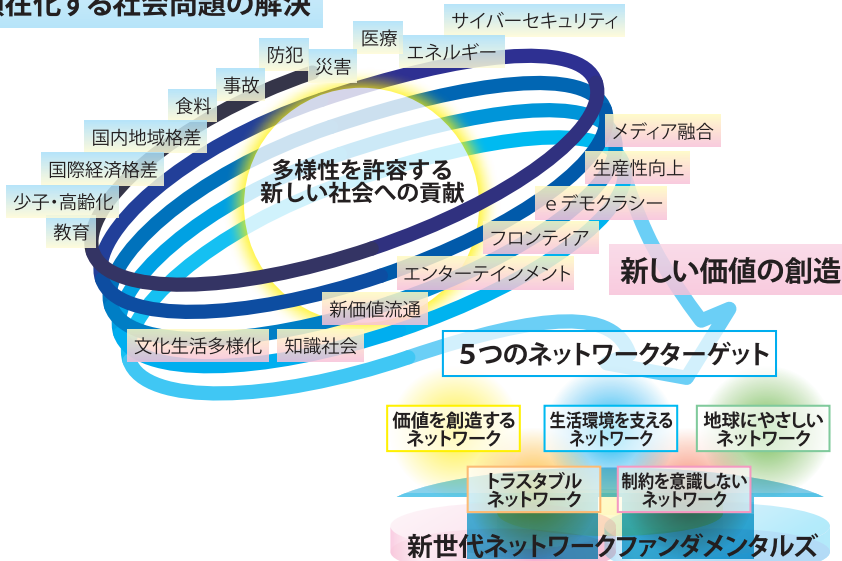 在化する社会問題の解決
サイバーセキュリティ
医療
エネルギー
防犯
災害
事故
食料
国内地域格差
国際経済格差
少子・高齢化
教育
多様性を許容する
新しい社会への貢献
メディア融合
生産性向上
eデモクラシー
フロンティア
エンターテインメント
新価値流通
文化生活多様化
知識社会
新しい価値の創造
5つのネットワークターゲット
価値を創造する
ネットワーク
生活環境を支える
ネットワーク
地球にやさしい
ネットワーク
トラスタブル
ネットワーク
制約を意識しない
ネットワーク
新世代ネットワークファンダメンタルズ